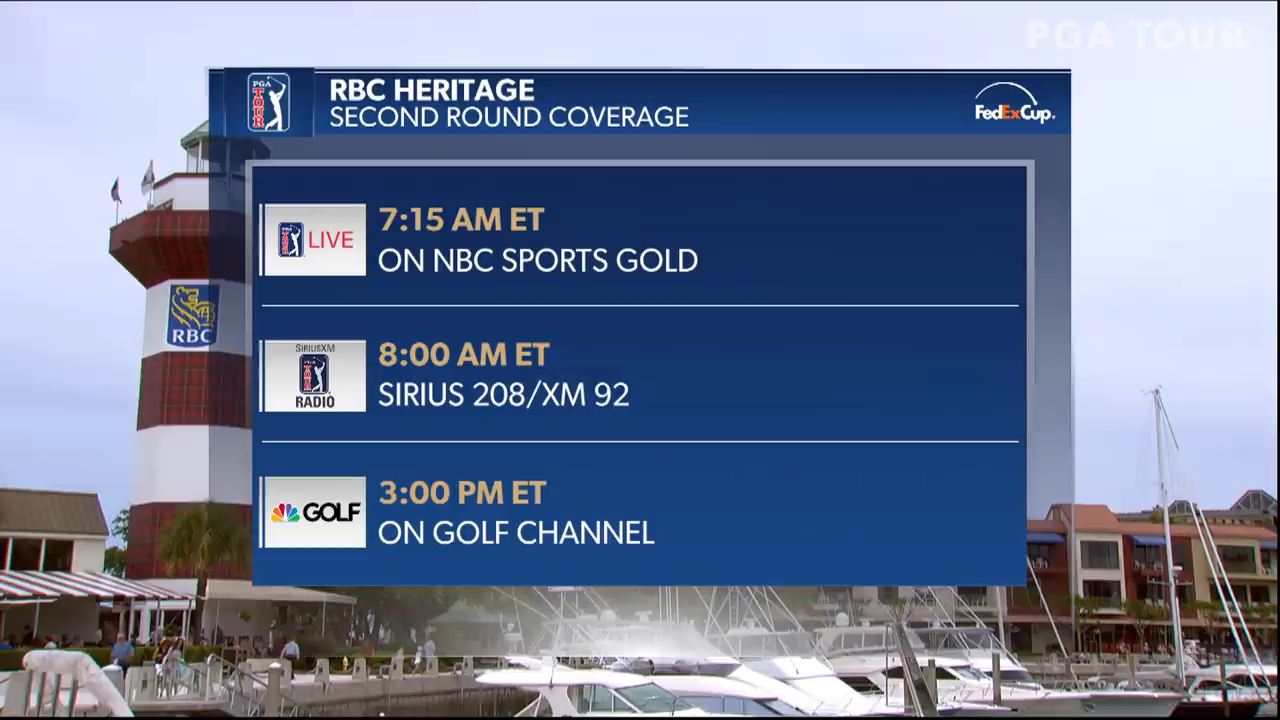 PGA TOUR
RBC HERITAGE
SECOND ROUND COVERAGE
PGA TOUR
FedExCup.
7:15 AM ET
ON NBC SPORTS GOLD
PGA TOUR LIVE
8:00 AM ET
SIRIUS 208/XM 92
SIRIUSXM
PGA TOUR
RADIO
3:00 PM ET
ON GOLF CHANNEL
GOLF
RBC